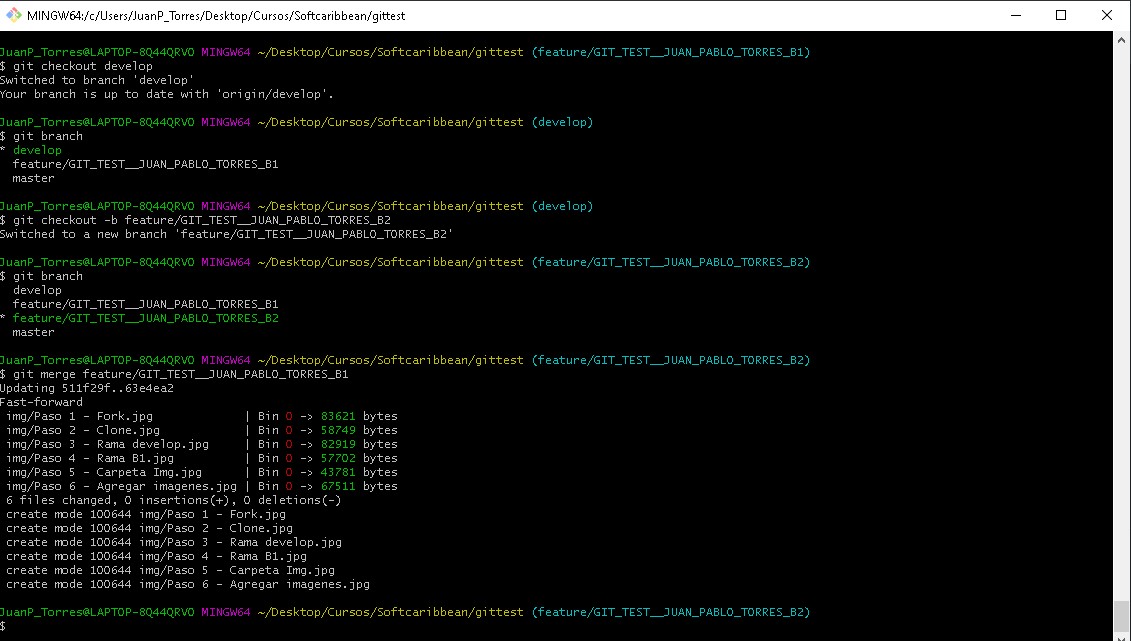 MINGW64:/c/Users/JuanP_Torres/Desktop/Cursos/Softcaribbean/gittest
JuanP_Torres@LAPTOP-8Q44QRVO MINGW64 ~/Desktop/Cursos/Softcaribbean/gittest (feature/GIT_TEST__JUAN_PABLO_TORRES_B1)
$ git checkout develop
Switched to branch 'develop'
Your branch is up to date with 'origin/develop'.
JuanP_Torres@LAPTOP-8Q44QRVO MINGW64 ~/Desktop/Cursos/Softcaribbean/gittest (develop)
$ git branch
* develop
  feature/GIT_TEST__JUAN_PABLO_TORRES_B1
  master
JuanP_Torres@LAPTOP-8Q44QRVO MINGW64 ~/Desktop/Cursos/Softcaribbean/gittest (develop)
$ git checkout -b feature/GIT_TEST__JUAN_PABLO_TORRES_B2
Switched to a new branch 'feature/GIT_TEST__JUAN_PABLO_TORRES_B2'
JuanP_Torres@LAPTOP-8Q44QRVO MINGW64 ~/Desktop/Cursos/Softcaribbean/gittest (feature/GIT_TEST__JUAN_PABLO_TORRES_B2)
$ git branch
  develop
  feature/GIT_TEST__JUAN_PABLO_TORRES_B1
* feature/GIT_TEST__JUAN_PABLO_TORRES_B2
  master
JuanP_Torres@LAPTOP-8Q44QRVO MINGW64 ~/Desktop/Cursos/Softcaribbean/gittest (feature/GIT_TEST__JUAN_PABLO_TORRES_B2)
$ git merge feature/GIT_TEST__JUAN_PABLO_TORRES_B1
Updating 511f29f..63e4ea2
Fast-forward
 img/Paso 1 - Fork.jpg             | Bin 0 -> 83621 bytes
 img/Paso 2 - Clone.jpg            | Bin 0 -> 58749 bytes
 img/Paso 3 - Rama develop.jpg     | Bin 0 -> 82919 bytes
 img/Paso 4 - Rama B1.jpg          | Bin 0 -> 57702 bytes
 img/Paso 5 - Carpeta Img.jpg      | Bin 0 -> 43781 bytes
 img/Paso 6 - Agregar imagenes.jpg | Bin 0 -> 67511 bytes
 6 files changed, 0 insertions(+), 0 deletions(-)
 create mode 100644 img/Paso 1 - Fork.jpg
 create mode 100644 img/Paso 2 - Clone.jpg
 create mode 100644 img/Paso 3 - Rama develop.jpg
 create mode 100644 img/Paso 4 - Rama B1.jpg
 create mode 100644 img/Paso 5 - Carpeta Img.jpg
 create mode 100644 img/Paso 6 - Agregar imagenes.jpg
JuanP_Torres@LAPTOP-8Q44QRVO MINGW64 ~/Desktop/Cursos/Softcaribbean/gittest (feature/GIT_TEST__JUAN_PABLO_TORRES_B2)
$